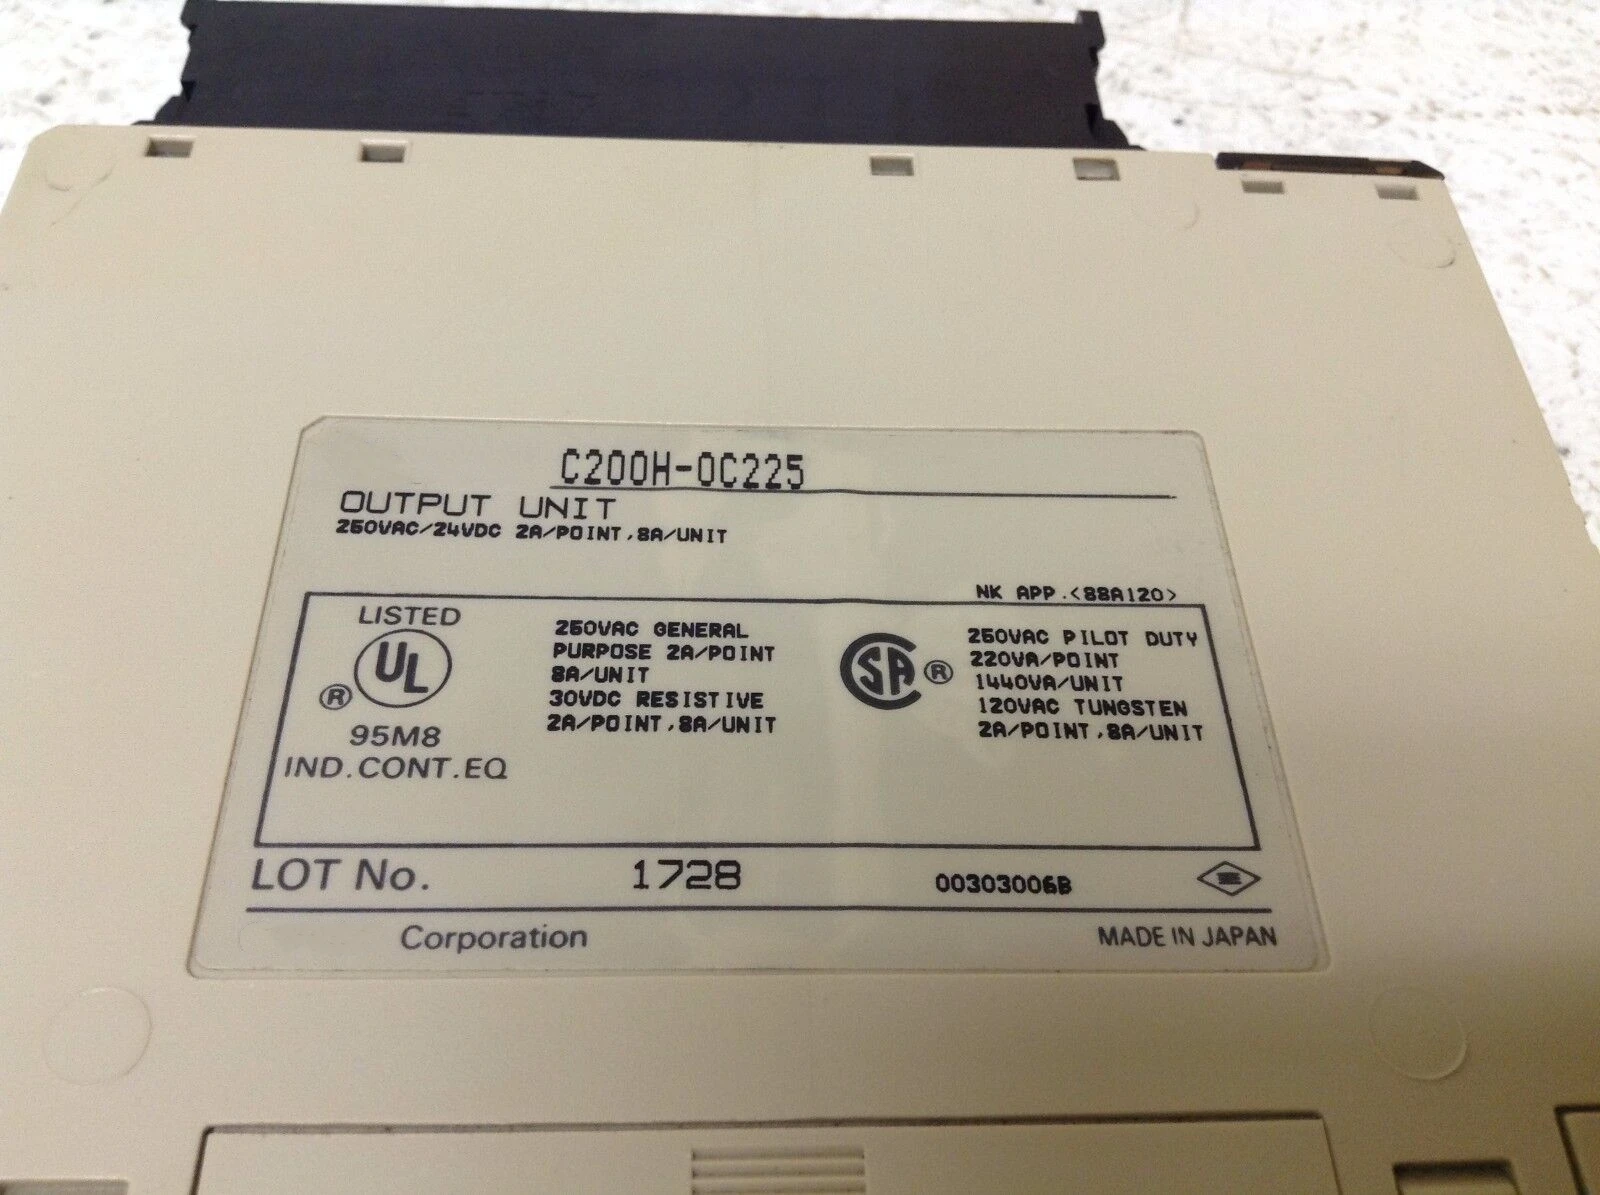 C200H-OC225
OUTPUT UNIT
250VAC/24VDC 2A/POINT,8A/UNIT
NK APP.<88A120>
LISTED
UL
®
95M8
IND.CONT.EQ
250VAC GENERAL
PURPOSE 2A/POINT
8A/UNIT
30VDC RESISTIVE
2A/POINT,8A/UNIT
CSA ®
250VAC PILOT DUTY
220VA/POINT
1440VA/UNIT
120VAC TUNGSTEN
2A/POINT,8A/UNIT
LOT No. 1728 00303006B
Corporation MADE IN JAPAN